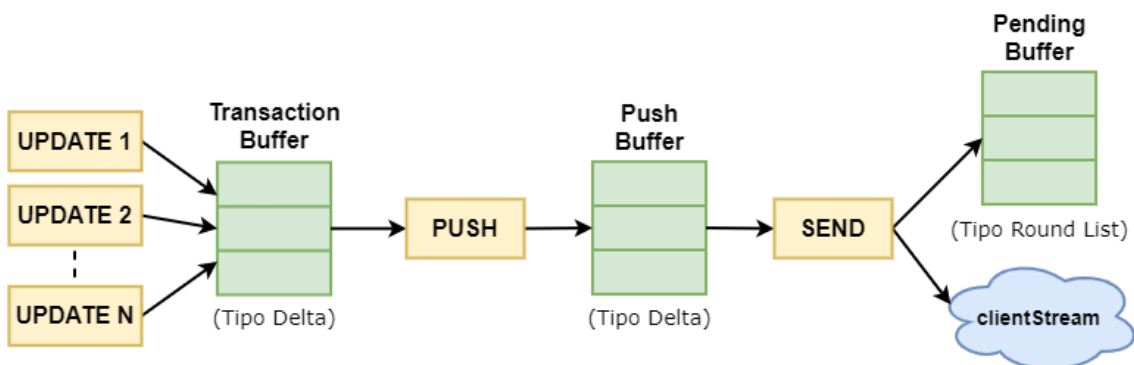 UPDATE 1
UPDATE 2
UPDATE N
Transaction
Buffer
(Tipo Delta)
PUSH
Push
Buffer
(Tipo Delta)
SEND
Pending
Buffer
(Tipo Round List)
clientStream